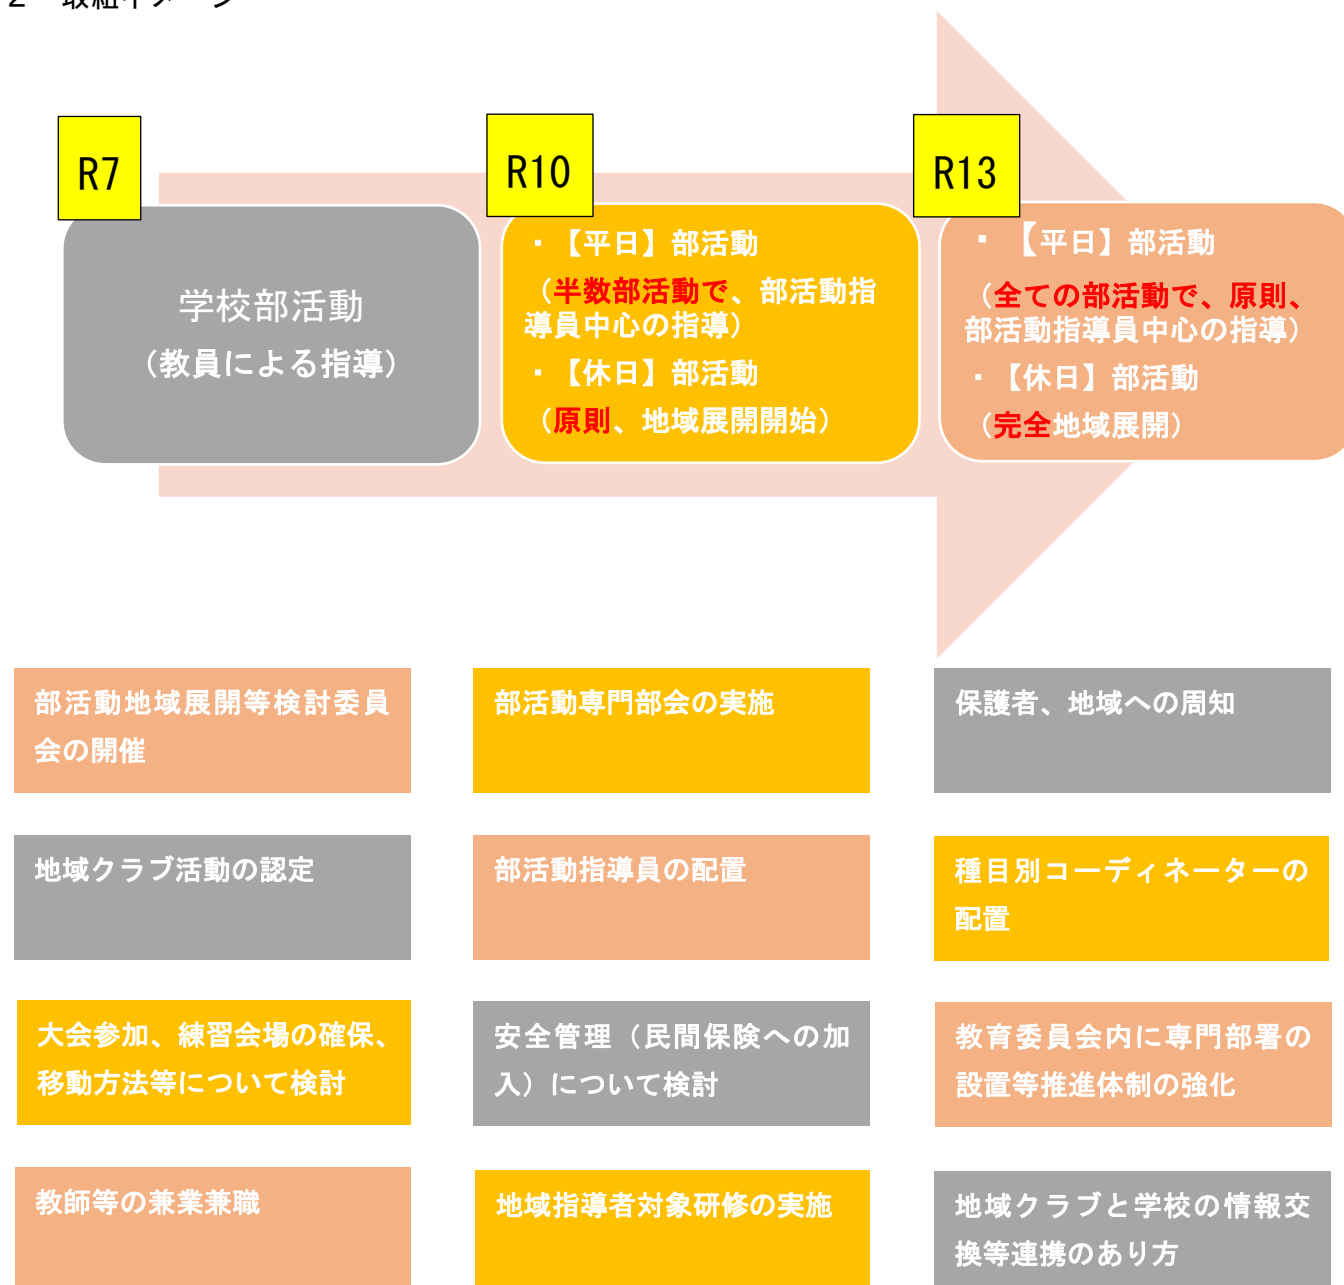 2 取組イメージ
R7
学校部活動
（教員による指導）
R10
・【平日】部活動
（半数部活動で、部活動指
導員中心の指導）
・【休日】部活動
（原則、地域展開開始）
R13
・【平日】部活動
（全ての部活動で、原則、
部活動指導員中心の指導）
・【休日】部活動
（完全地域展開）
部活動地域展開等検討委員
会の開催
部活動専門部会の実施
保護者、地域への周知
地域クラブ活動の認定
部活動指導員の配置
種目別コーディネーターの
配置
大会参加、練習会場の確保、
移動方法等について検討
安全管理（民間保険への加
入）について検討
教育委員会内に専門部署の
設置等推進体制の強化
教師等の兼業兼職
地域指導者対象研修の実施
地域クラブと学校の情報交
換等連携のあり方